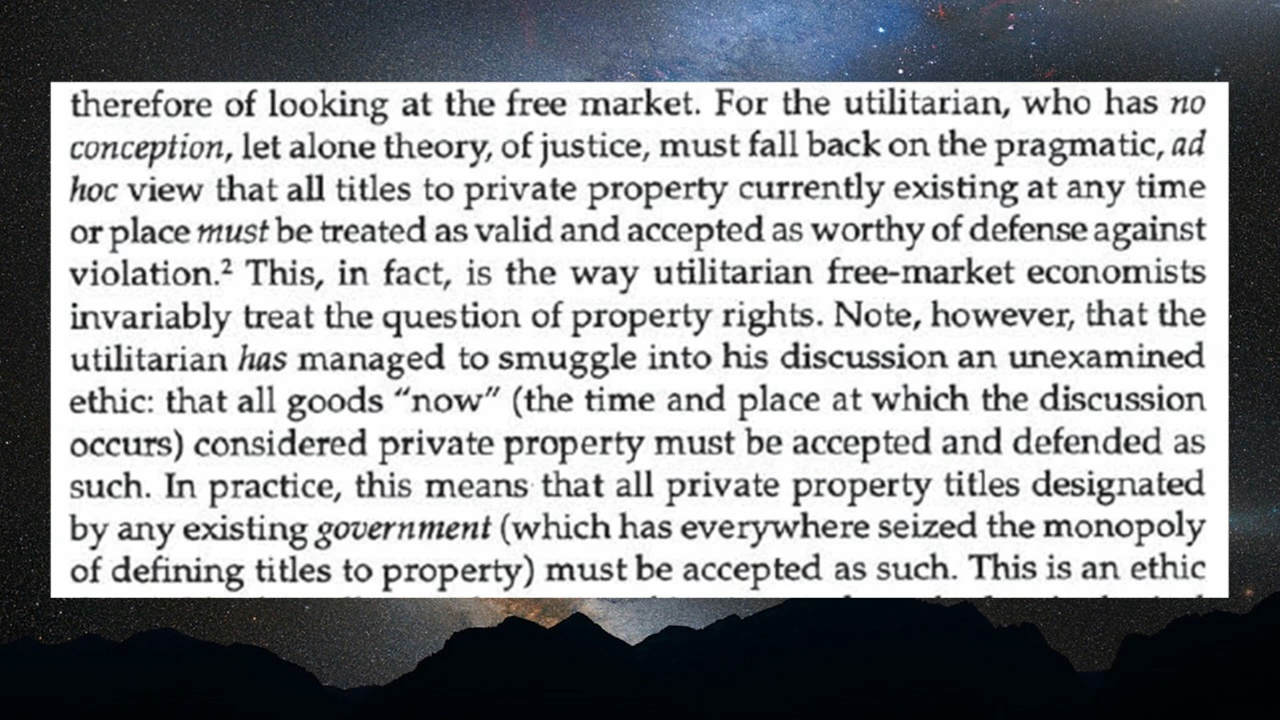 therefore of looking at the free market. For the utilitarian, who has no
conception, let alone theory, of justice, must fall back on the pragmatic, ad
hoc view that all titles to private property currently existing at any time
or place must be treated as valid and accepted as worthy of defense against
violation.² This, in fact, is the way utilitarian free-market economists
invariably treat the question of property rights. Note, however, that the
utilitarian has managed to smuggle into his discussion an unexamined
ethic: that all goods “now” (the time and place at which the discussion
occurs) considered private property must be accepted and defended as
such. In practice, this means that all private property titles designated
by any existing government (which has everywhere seized the monopoly
of defining titles to property) must be accepted as such. This is an ethic